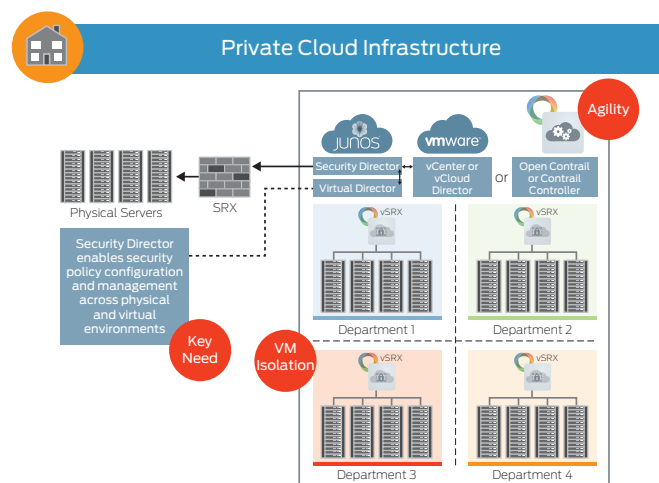 Private Cloud Infrastructure
Agility
JUNOS
vmware
Security Director
Virtual Director
vCenter or
vCloud
Director
or
Open Contrail
or Contrail
Controller
Physical Servers
SRX
Security Director
enables security
policy configuration
and management
across physical
and virtual
environments
Key
Need
VM
Isolation
vSRX
Department 1
vSRX
Department 2
vSRX
Department 3
vSRX
Department 4